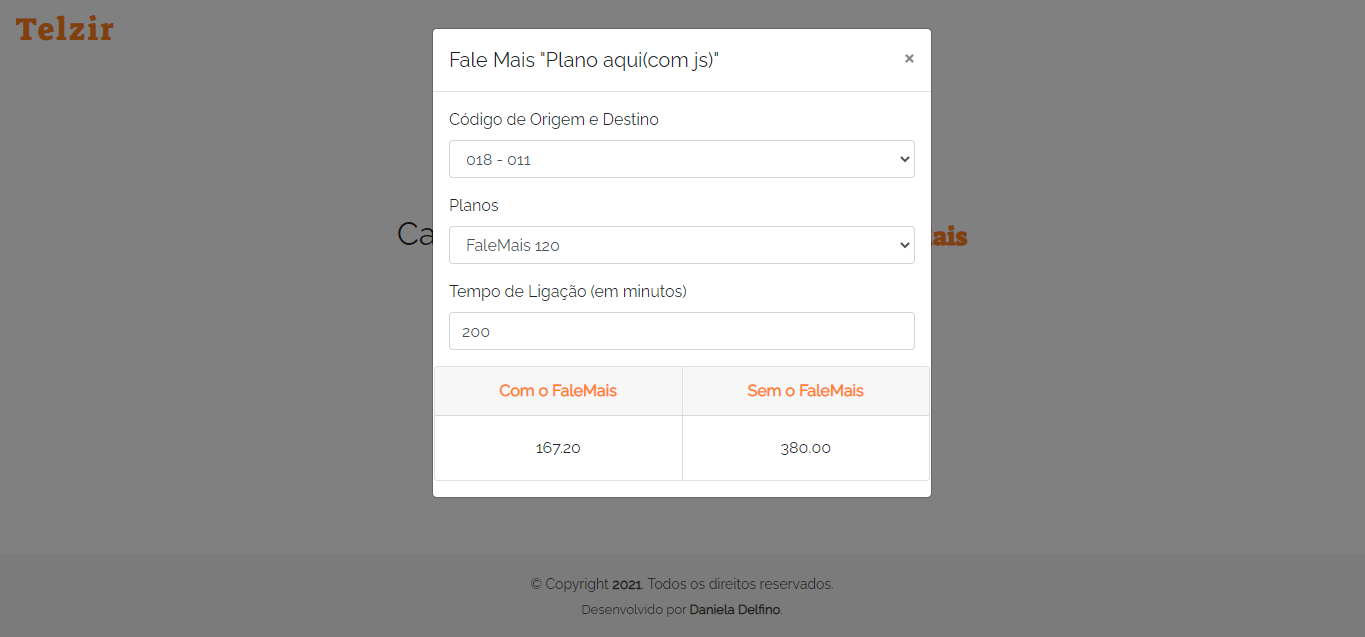 Telzir
Fale Mais "Plano aqui(com js)"
×
Código de Origem e Destino
018 - 011
Planos
Ca
ais
FaleMais 120
Tempo de Ligação (em minutos)
200
Com o FaleMais Sem o FaleMais
167.20 380.00
© Copyright 2021. Todos os direitos reservados.
Desenvolvido por Daniela Delfino.